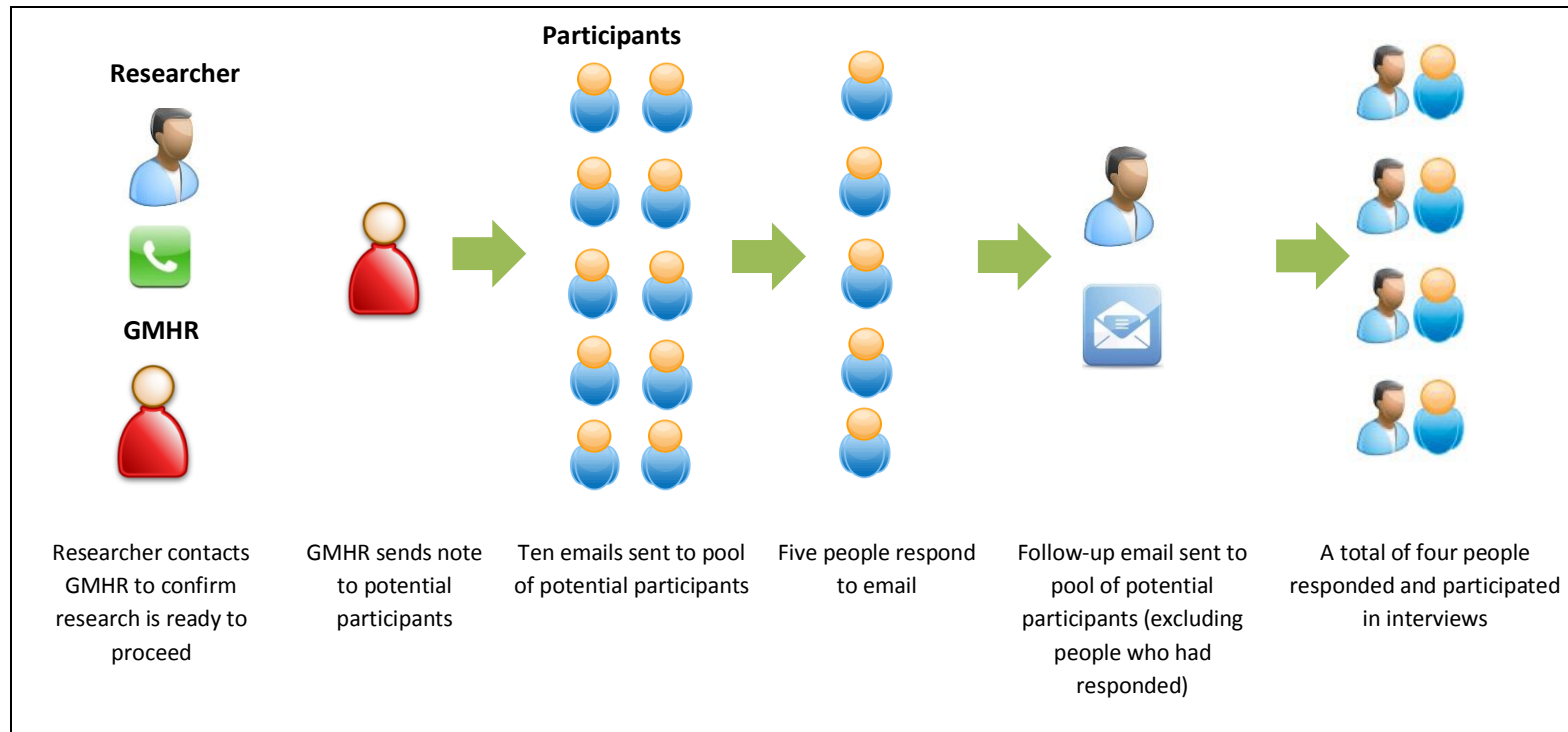 Participants
Researcher
GMHR
Researcher contacts
GMHR to confirm
research is ready to
proceed
GMHR sends note
to potential
participants
Ten emails sent to pool
of potential participants
Five people respond
to email
Follow-up email sent to
pool of potential
participants (excluding
people who had
responded)
A total of four people
responded and participated
in interviews